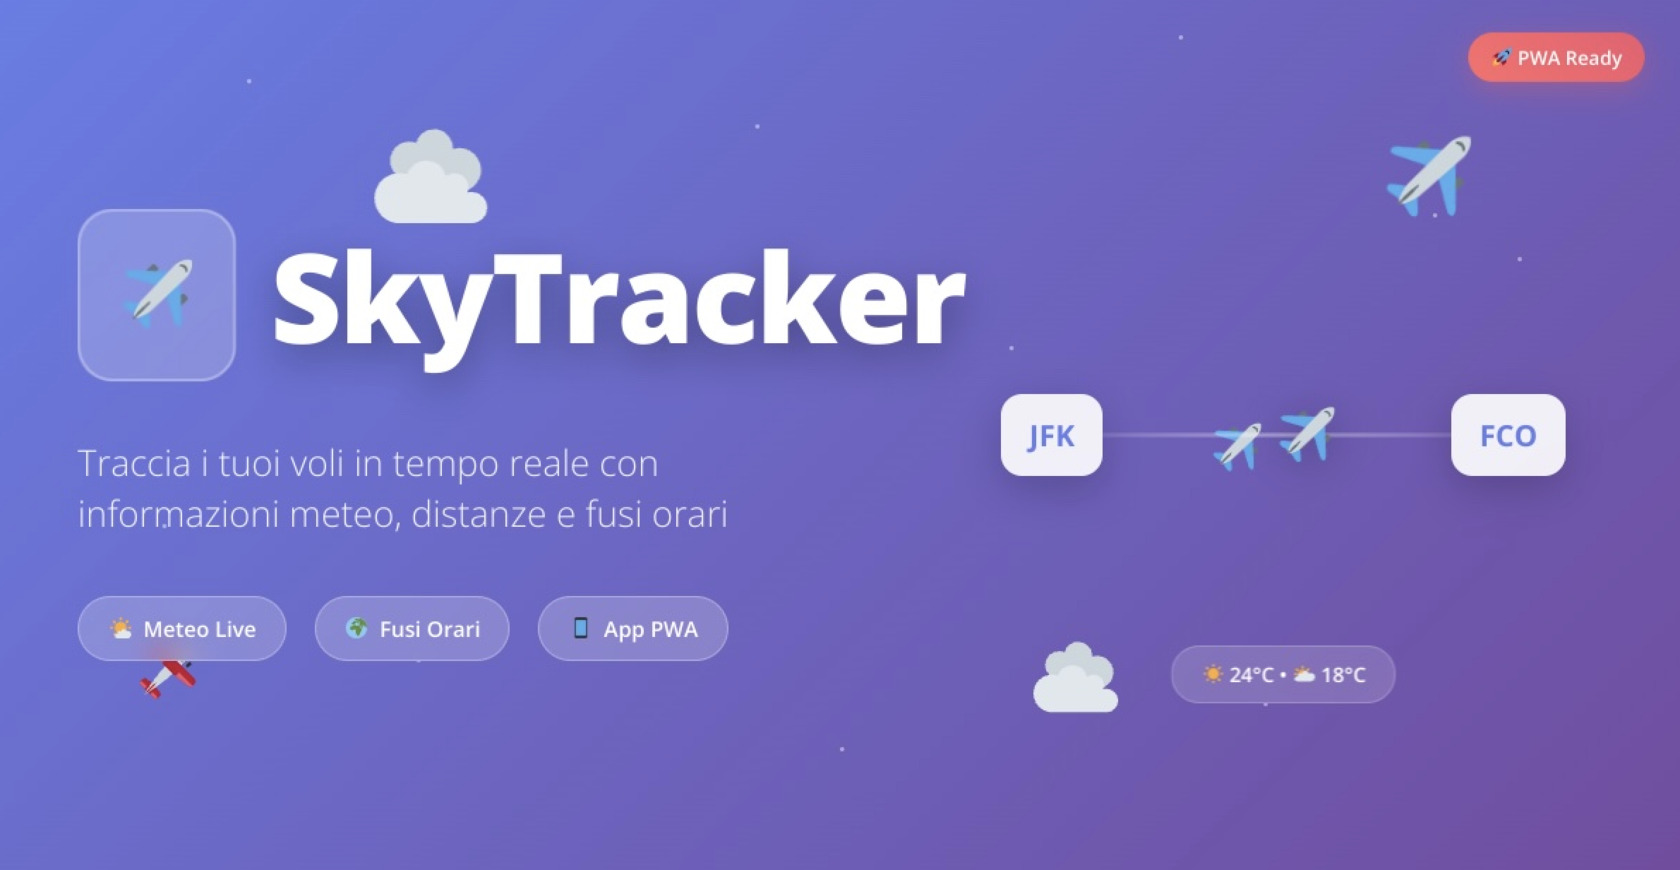 PWA Ready
SkyTracker
Traccia i tuoi voli in tempo reale con
informazioni meteo, distanze e fusi orari
Meteo Live
Fusi Orari
App PWA
JFK
FCO
24°C • 18°C